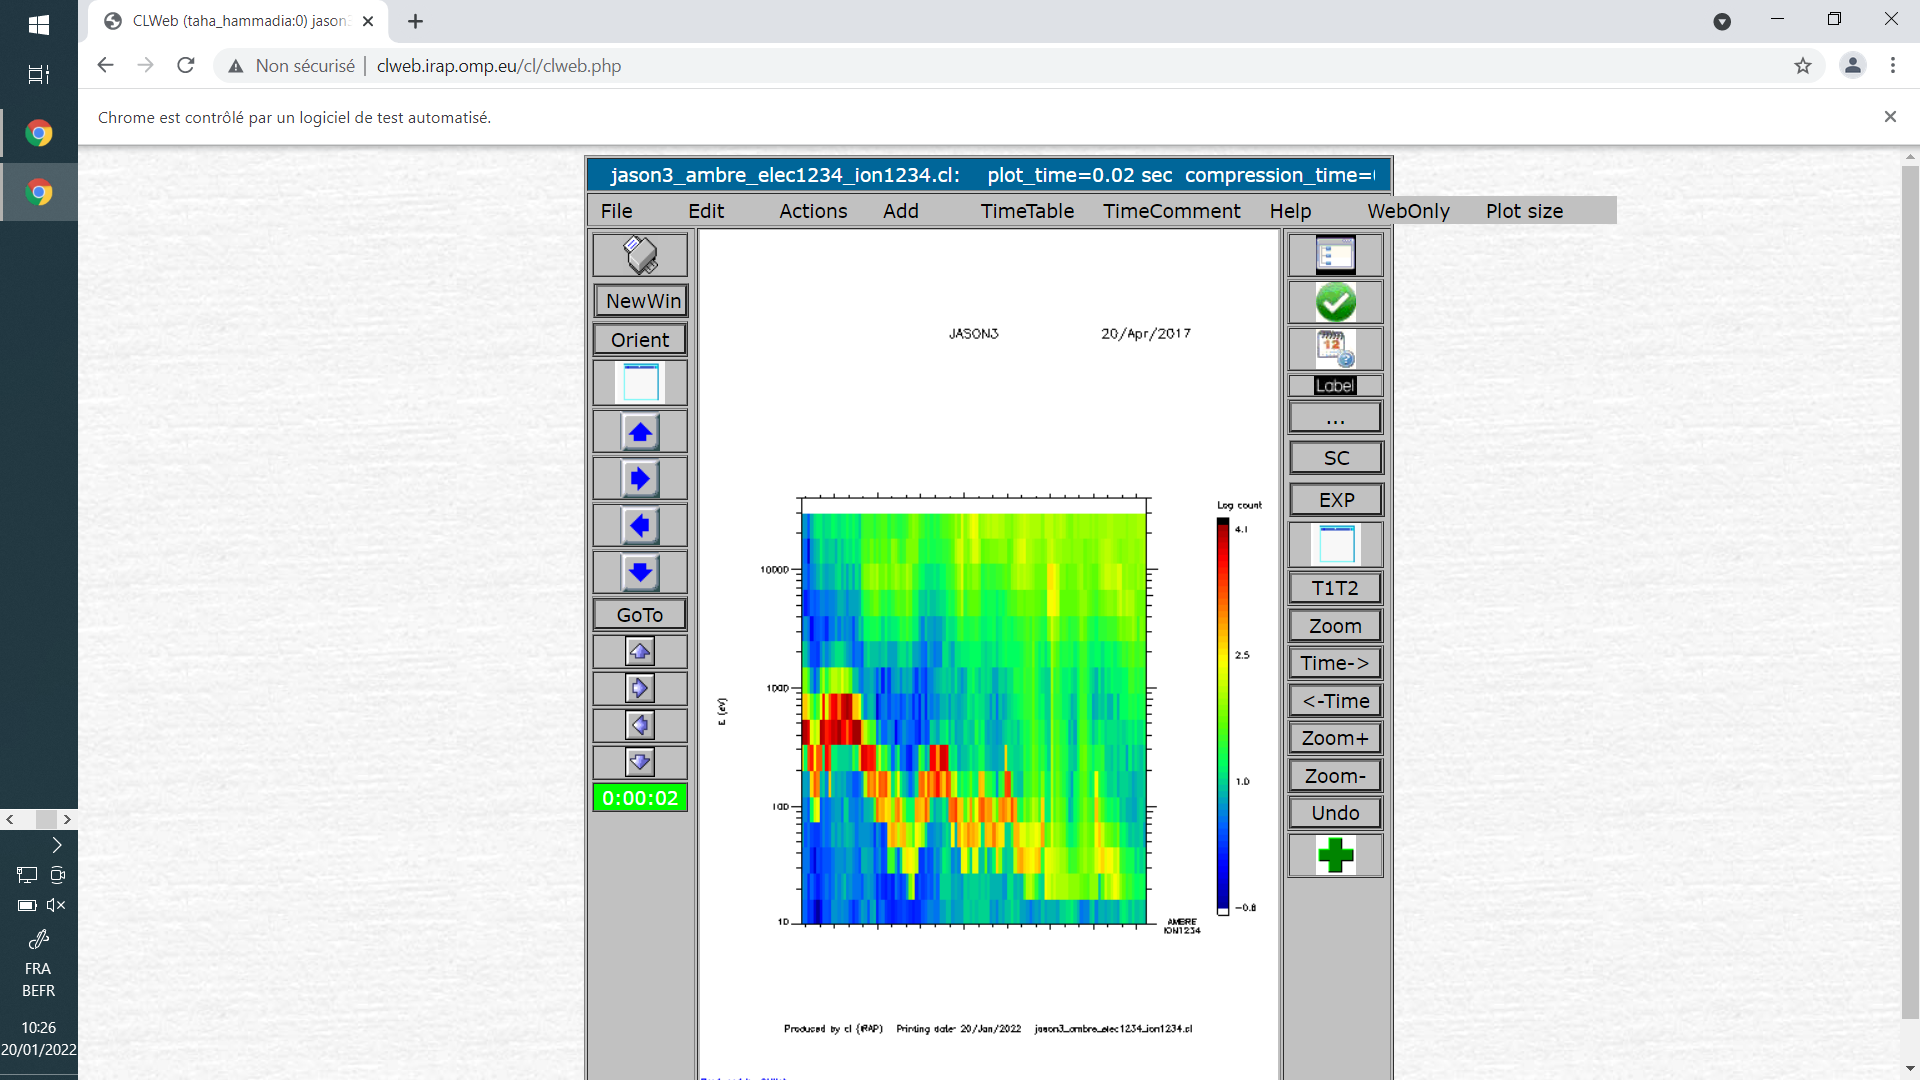 CLWeb (taha_hammadia:0) jason3
Non sécurisé | clweb.irap.omp.eu/cl/clweb.php
Chrome est contrôlé par un logiciel de test automatisé.
jason3_ambre_elec1234_ion1234.cl: plot_time=0.02 sec compression_time=
File Edit Actions Add TimeTable TimeComment Help WebOnly Plot size
NewWin
Orient
GoTo
0:00:02
JASON3 20/Apr/2017
Log count
4.1
2.5
1.0
-0.8
10000
1000
100
10
E (eV)
AMBRE
ION1234
Produced by cl (IRAP) Printing date: 20/Jan/2022 jason3_ambre_elec1234_ion1234.cl
12
Label
...
SC
EXP
T1T2
Zoom
Time->
<-Time
Zoom+
Zoom-
Undo
FRA
BEFR
10:26
20/01/2022